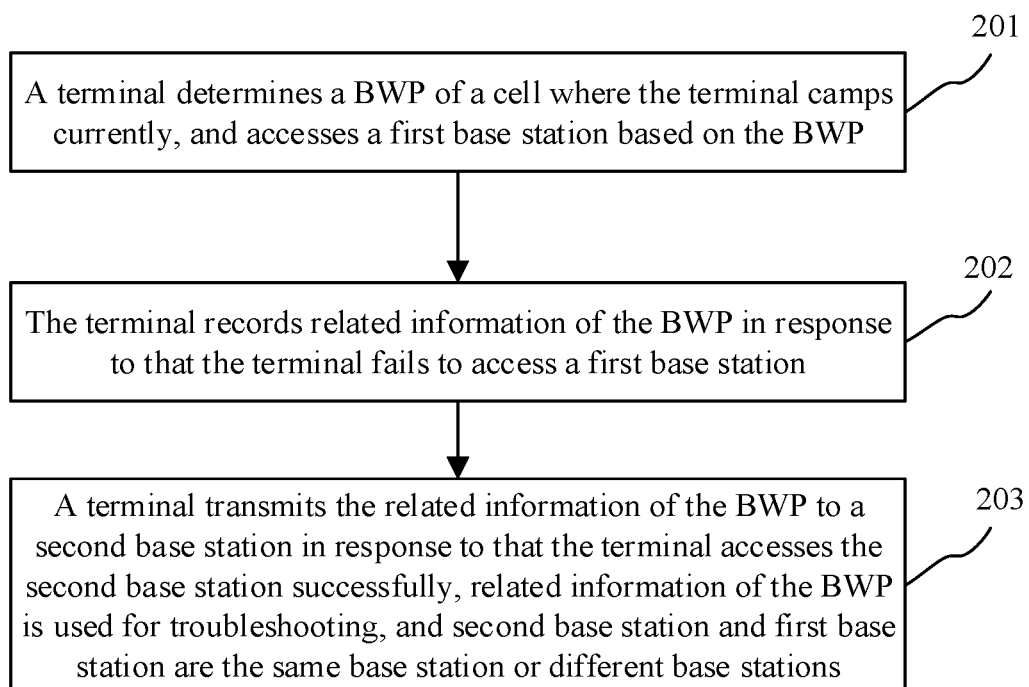 201
A terminal determines a BWP of a cell where the terminal camps
currently, and accesses a first base station based on the BWP
202
The terminal records related information of the BWP in response
to that the terminal fails to access a first base station
203
A terminal transmits the related information of the BWP to a
second base station in response to that the terminal accesses the
second base station successfully, related information of the BWP
is used for troubleshooting, and second base station and first base
station are the same base station or different base stations